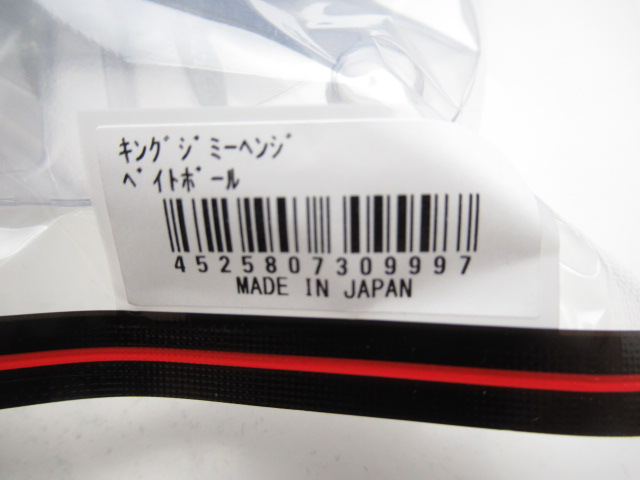 ｷﾝｸﾞｼﾞﾐｰﾍﾝｼﾞ
ﾍﾞｲﾄﾎﾞｰﾙ
4525807309997
MADE IN JAPAN